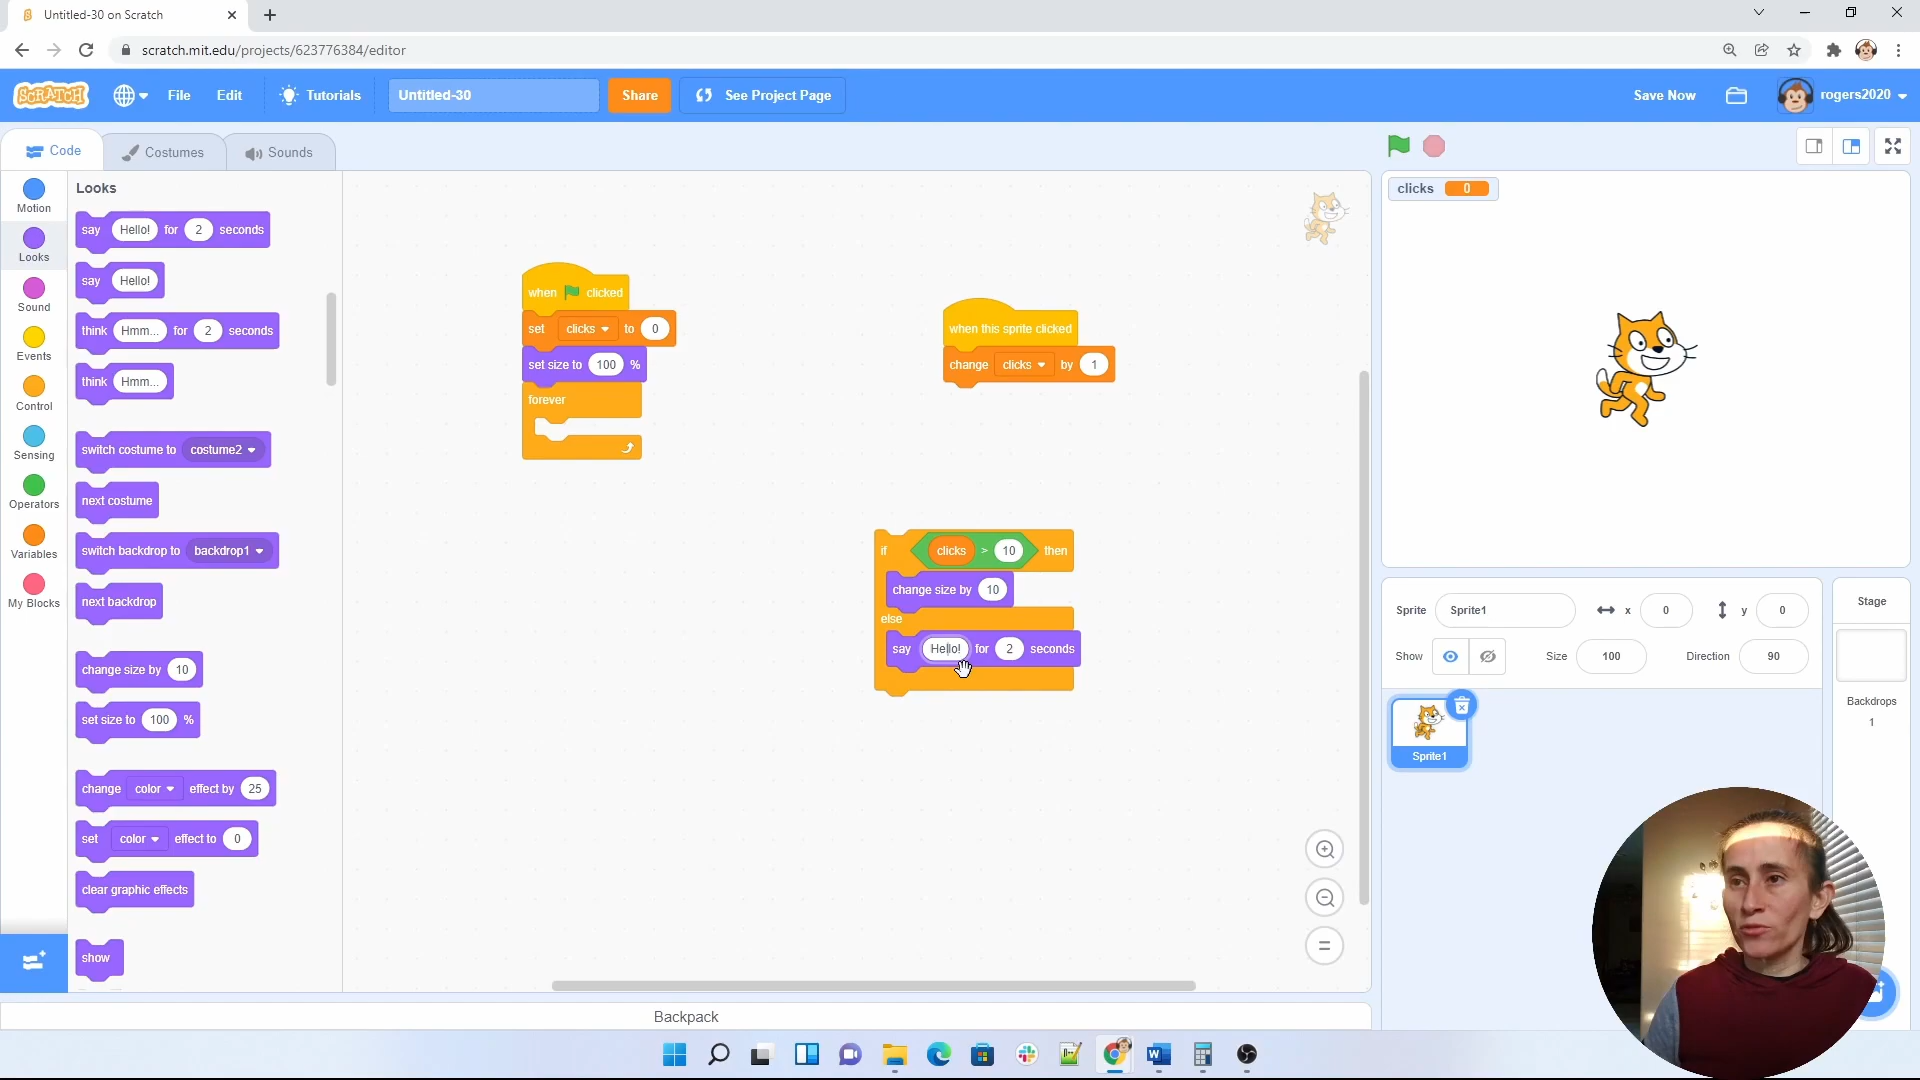 Untitled-30 on Scratch
scratch.mit.edu/projects/623776384/editor
SCRATCH File Edit Tutorials Untitled-30 Share See Project Page Save Now rogers2020
Code Costumes Sounds
Motion
Looks
Sound
Events
Control
Sensing
Operators
Variables
My Blocks
Looks
say Hello! for 2 seconds
say Hello!
think Hmm... for 2 seconds
think Hmm...
switch costume to costume2
next costume
switch backdrop to backdrop1
next backdrop
change size by 10
set size to 100 %
change color effect by 25
set color effect to 0
clear graphic effects
show
when clicked
set clicks to 0
set size to 100 %
forever
when this sprite clicked
change clicks by 1
if clicks > 10 then
change size by 10
else
say Hello! for 2 seconds
=
Backpack
clicks 0
Sprite Sprite1 x 0 y 0
Show Size 100 Direction 90
Sprite1
Stage
Backdrops
1